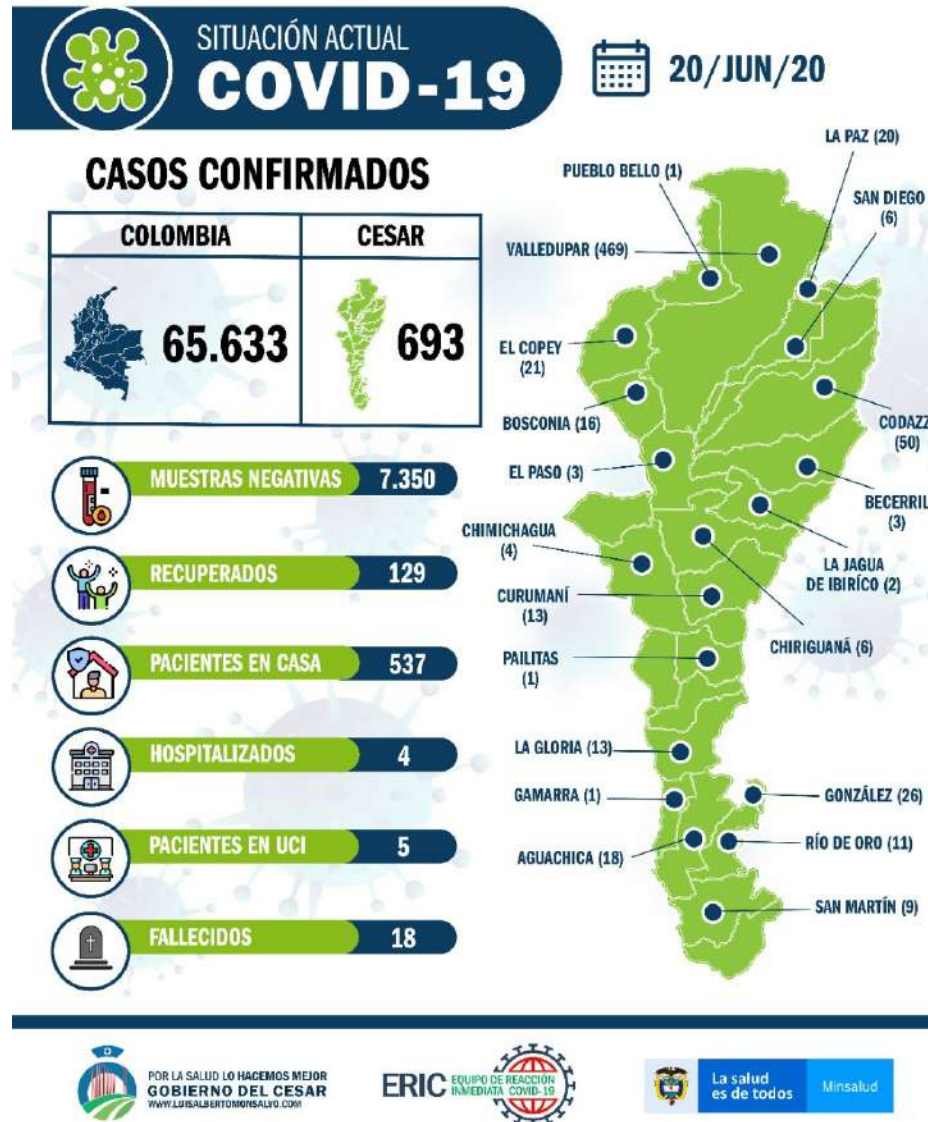 SITUACIÓN ACTUAL
COVID-19
20/JUN/20
CASOS CONFIRMADOS
COLOMBIA
CESAR
65.633
693
MUESTRAS NEGATIVAS 7.350
RECUPERADOS 129
PACIENTES EN CASA 537
HOSPITALIZADOS 4
PACIENTES EN UCI 5
FALLECIDOS 18
LA PAZ (20)
PUEBLO BELLO (1)
SAN DIEGO
(6)
VALLEDUPAR (469)
EL COPEY
(21)
BOSCONIA (16)
CODAZZ
(50)
EL PASO (3)
BECERRIL
(3)
CHIMICHAGUA
(4)
LA JAGUA
DE IBIRÍCO (2)
CURUMANÍ
(13)
CHIRIGUANÁ (6)
PAILITAS
(1)
LA GLORIA (13)
GAMARRA (1)
GONZÁLEZ (26)
AGUACHICA (18)
RÍO DE ORO (11)
SAN MARTÍN (9)
POR LA SALUD LO HACEMOS MEJOR
GOBIERNO DEL CESAR
WWW.LUISALBERTOMONSALVO.COM
ERIC
EQUIPO DE REACCIÓN
INMEDIATA COVID-19
La salud
es de todos
Minsalud